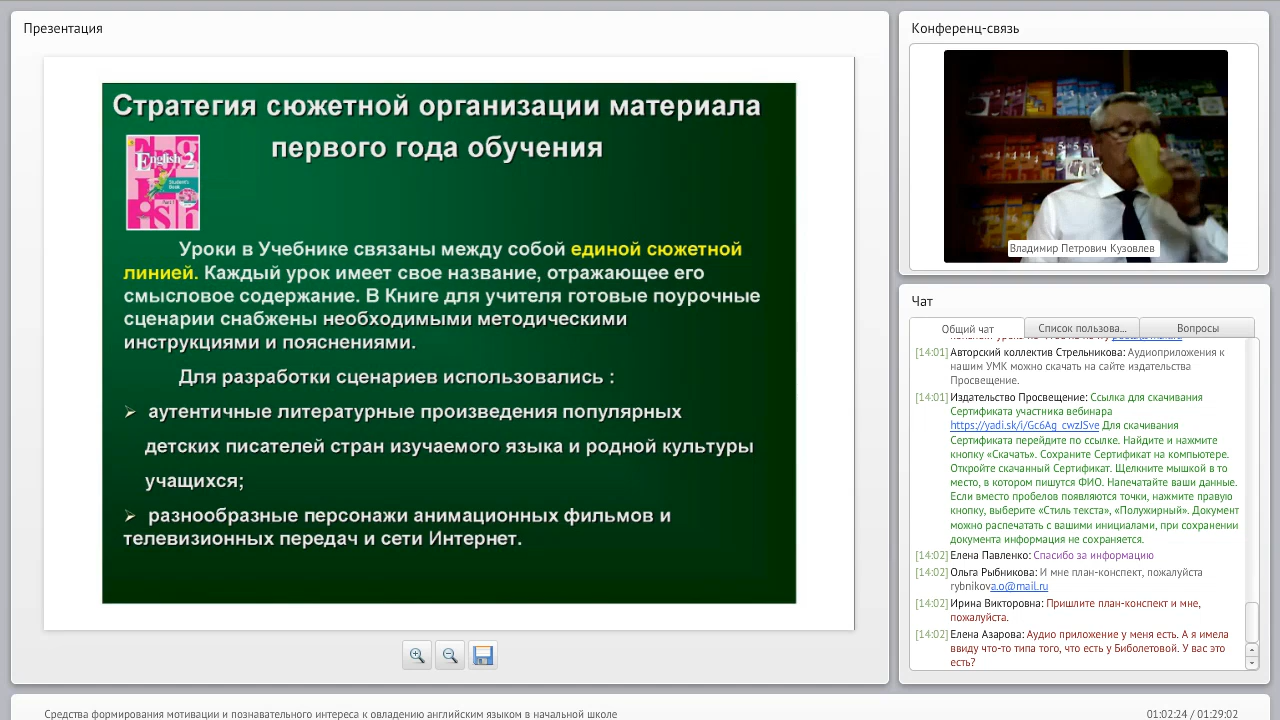 Презентация
Стратегия сюжетной организации материала
первого года обучения
English 2
Student's
Book
Уроки в Учебнике связаны между собой единой сюжетной
линией. Каждый урок имеет свое название, отражающее его
смысловое содержание. В Книге для учителя готовые поурочные
сценарии снабжены необходимыми методическими
инструкциями и пояснениями.
Для разработки сценариев использовались :
аутентичные литературные произведения популярных
детских писателей стран изучаемого языка и родной культуры
учащихся;
разнообразные персонажи анимационных фильмов и
телевизионных передач и сети Интернет.
Конференц-связь
Владимир Петрович Кузовлев
Чат
Общий чат
Список пользова...
Вопросы
[14:01] Авторский коллектив Стрельникова: Аудиоприложения к
нашим УМК можно скачать на сайте издательства
Просвещение.
[14:01] Издательство Просвещение: Ссылка для скачивания
Сертификата участника вебинара
https://yadi.sk/i/Gc6Ag_cwzJSve Для скачивания
Сертификата перейдите по ссылке. Найдите и нажмите
кнопку «Скачать». Сохраните Сертификат на компьютере.
Откройте скачанный Сертификат. Щелкните мышкой в то
место, в котором пишутся ФИО. Напечатайте ваши данные.
Если вместо пробелов появляются точки, нажмите правую
кнопку, выберите «Стиль текста», «Полужирный». Документ
можно распечатать с вашими инициалами, при сохранении
документа информация не сохраняется.
[14:02] Елена Павленко: Спасибо за информацию
[14:02] Ольга Рыбникова: И мне план-конспект, пожалуйста
rybnikova.o@mail.ru
[14:02] Ирина Викторовна: Пришлите план-конспект и мне,
пожалуйста.
[14:02] Елена Азарова: Аудио приложение у меня есть. А я имела
ввиду что-то типа того, что есть у Биболетовой. У вас это
есть?
Средства формирования мотивации и познавательного интереса к овладению английским языком в начальной школе
01:02:24 / 01:29:02